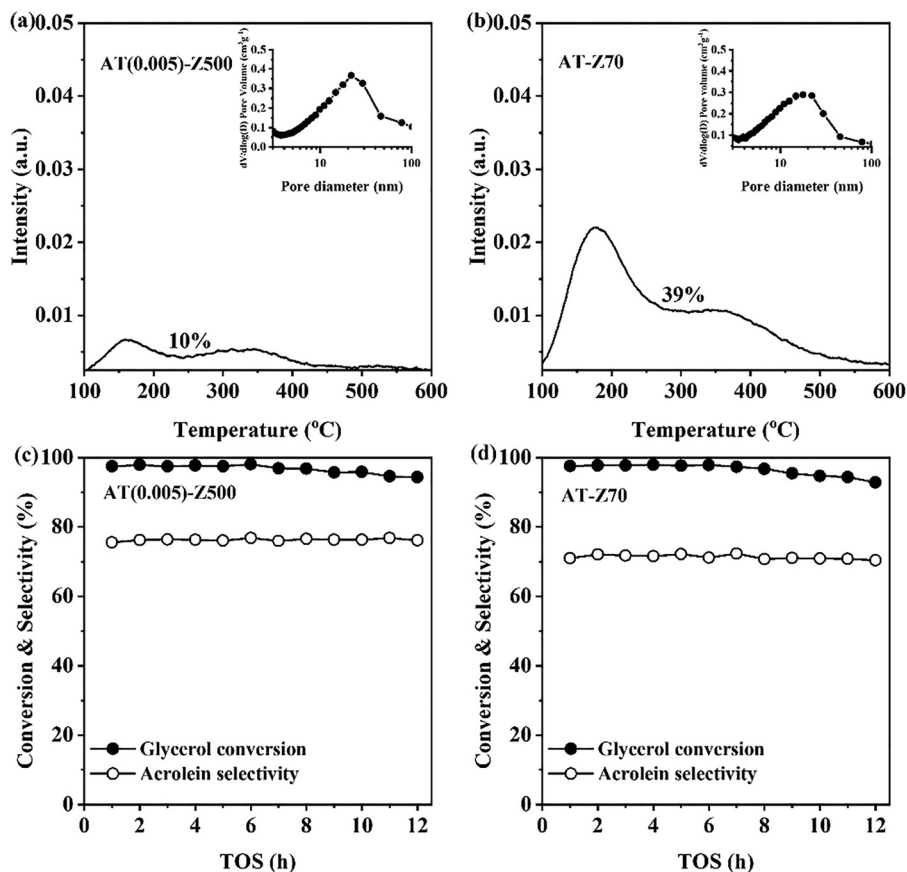 (a)
AT(0.005)-Z500
Intensity (a.u.)
0.05
0.04
0.03
0.02
0.01
10%
100 200 300 400 500 600
Temperature (°C)
dV/dlog(D) Pore Volume (cm³g⁻¹)
0.5
0.4
0.3
0.2
0.1
0.0
10 100
Pore diameter (nm)
(b)
AT-Z70
Intensity (a.u.)
0.05
0.04
0.03
0.02
0.01
39%
100 200 300 400 500 600
Temperature (°C)
dV/dlog(D) Pore volume (cm³g⁻¹)
0.5
0.4
0.3
0.2
0.1
10 100
Pore diameter (nm)
(c)
AT(0.005)-Z500
Conversion & Selectivity (%)
100
80
60
40
20
0
Glycerol conversion
Acrolein selectivity
0 2 4 6 8 10 12
TOS (h)
(d)
AT-Z70
Conversion & Selectivity (%)
100
80
60
40
20
0
Glycerol conversion
Acrolein selectivity
0 2 4 6 8 10 12
TOS (h)